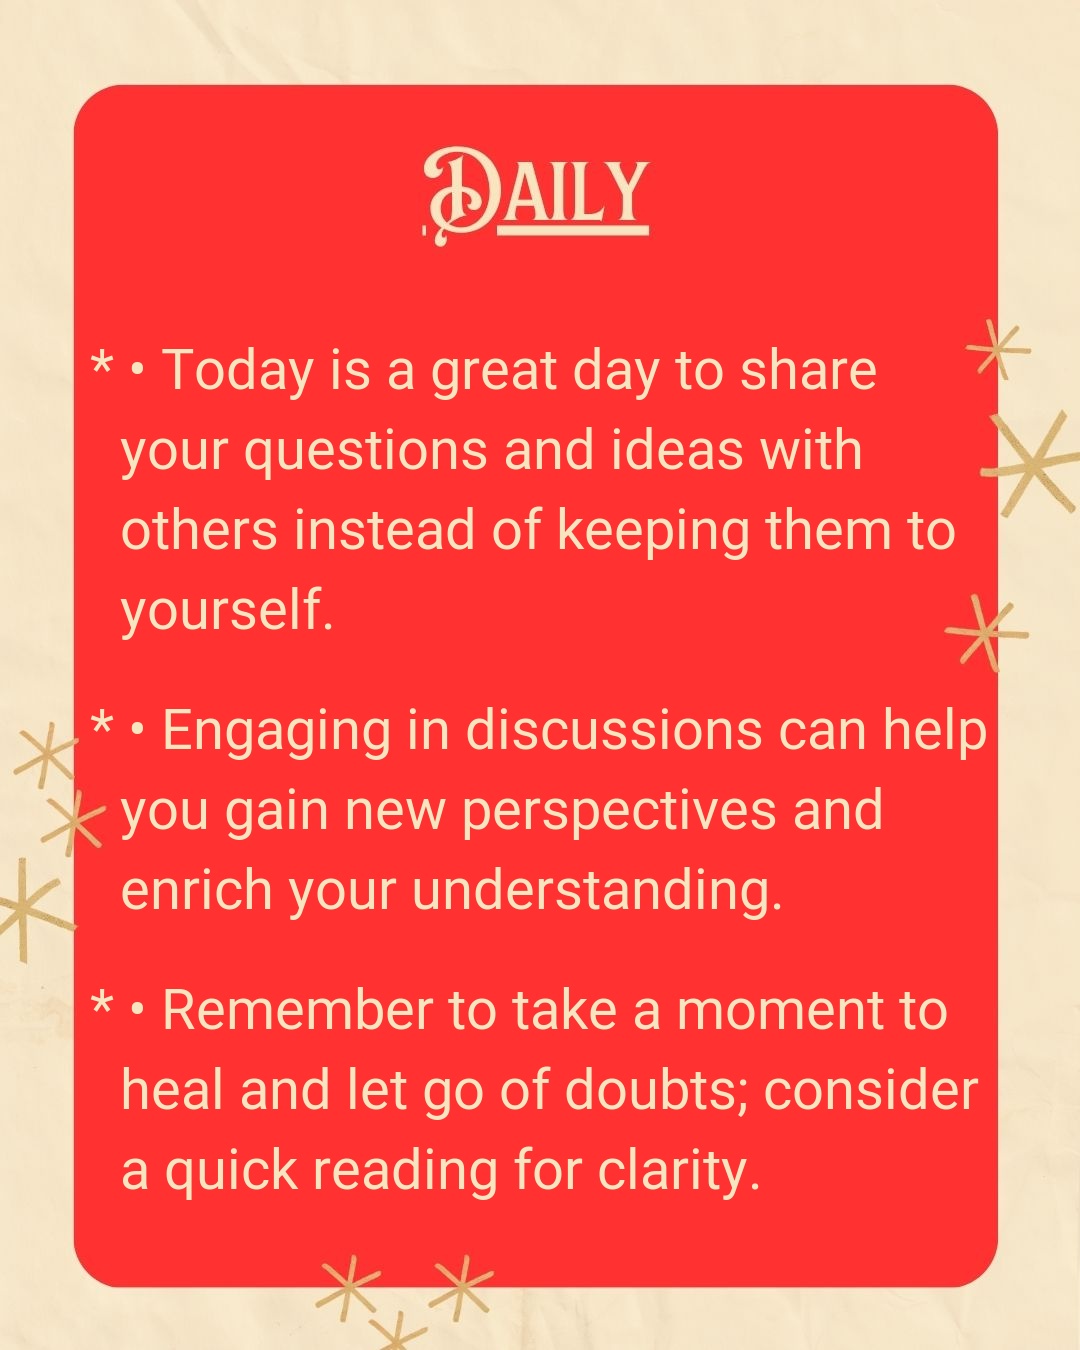 Daily
* • Today is a great day to share
your questions and ideas with
others instead of keeping them to
yourself.
* • Engaging in discussions can help
you gain new perspectives and
enrich your understanding.
* • Remember to take a moment to
heal and let go of doubts; consider
a quick reading for clarity.